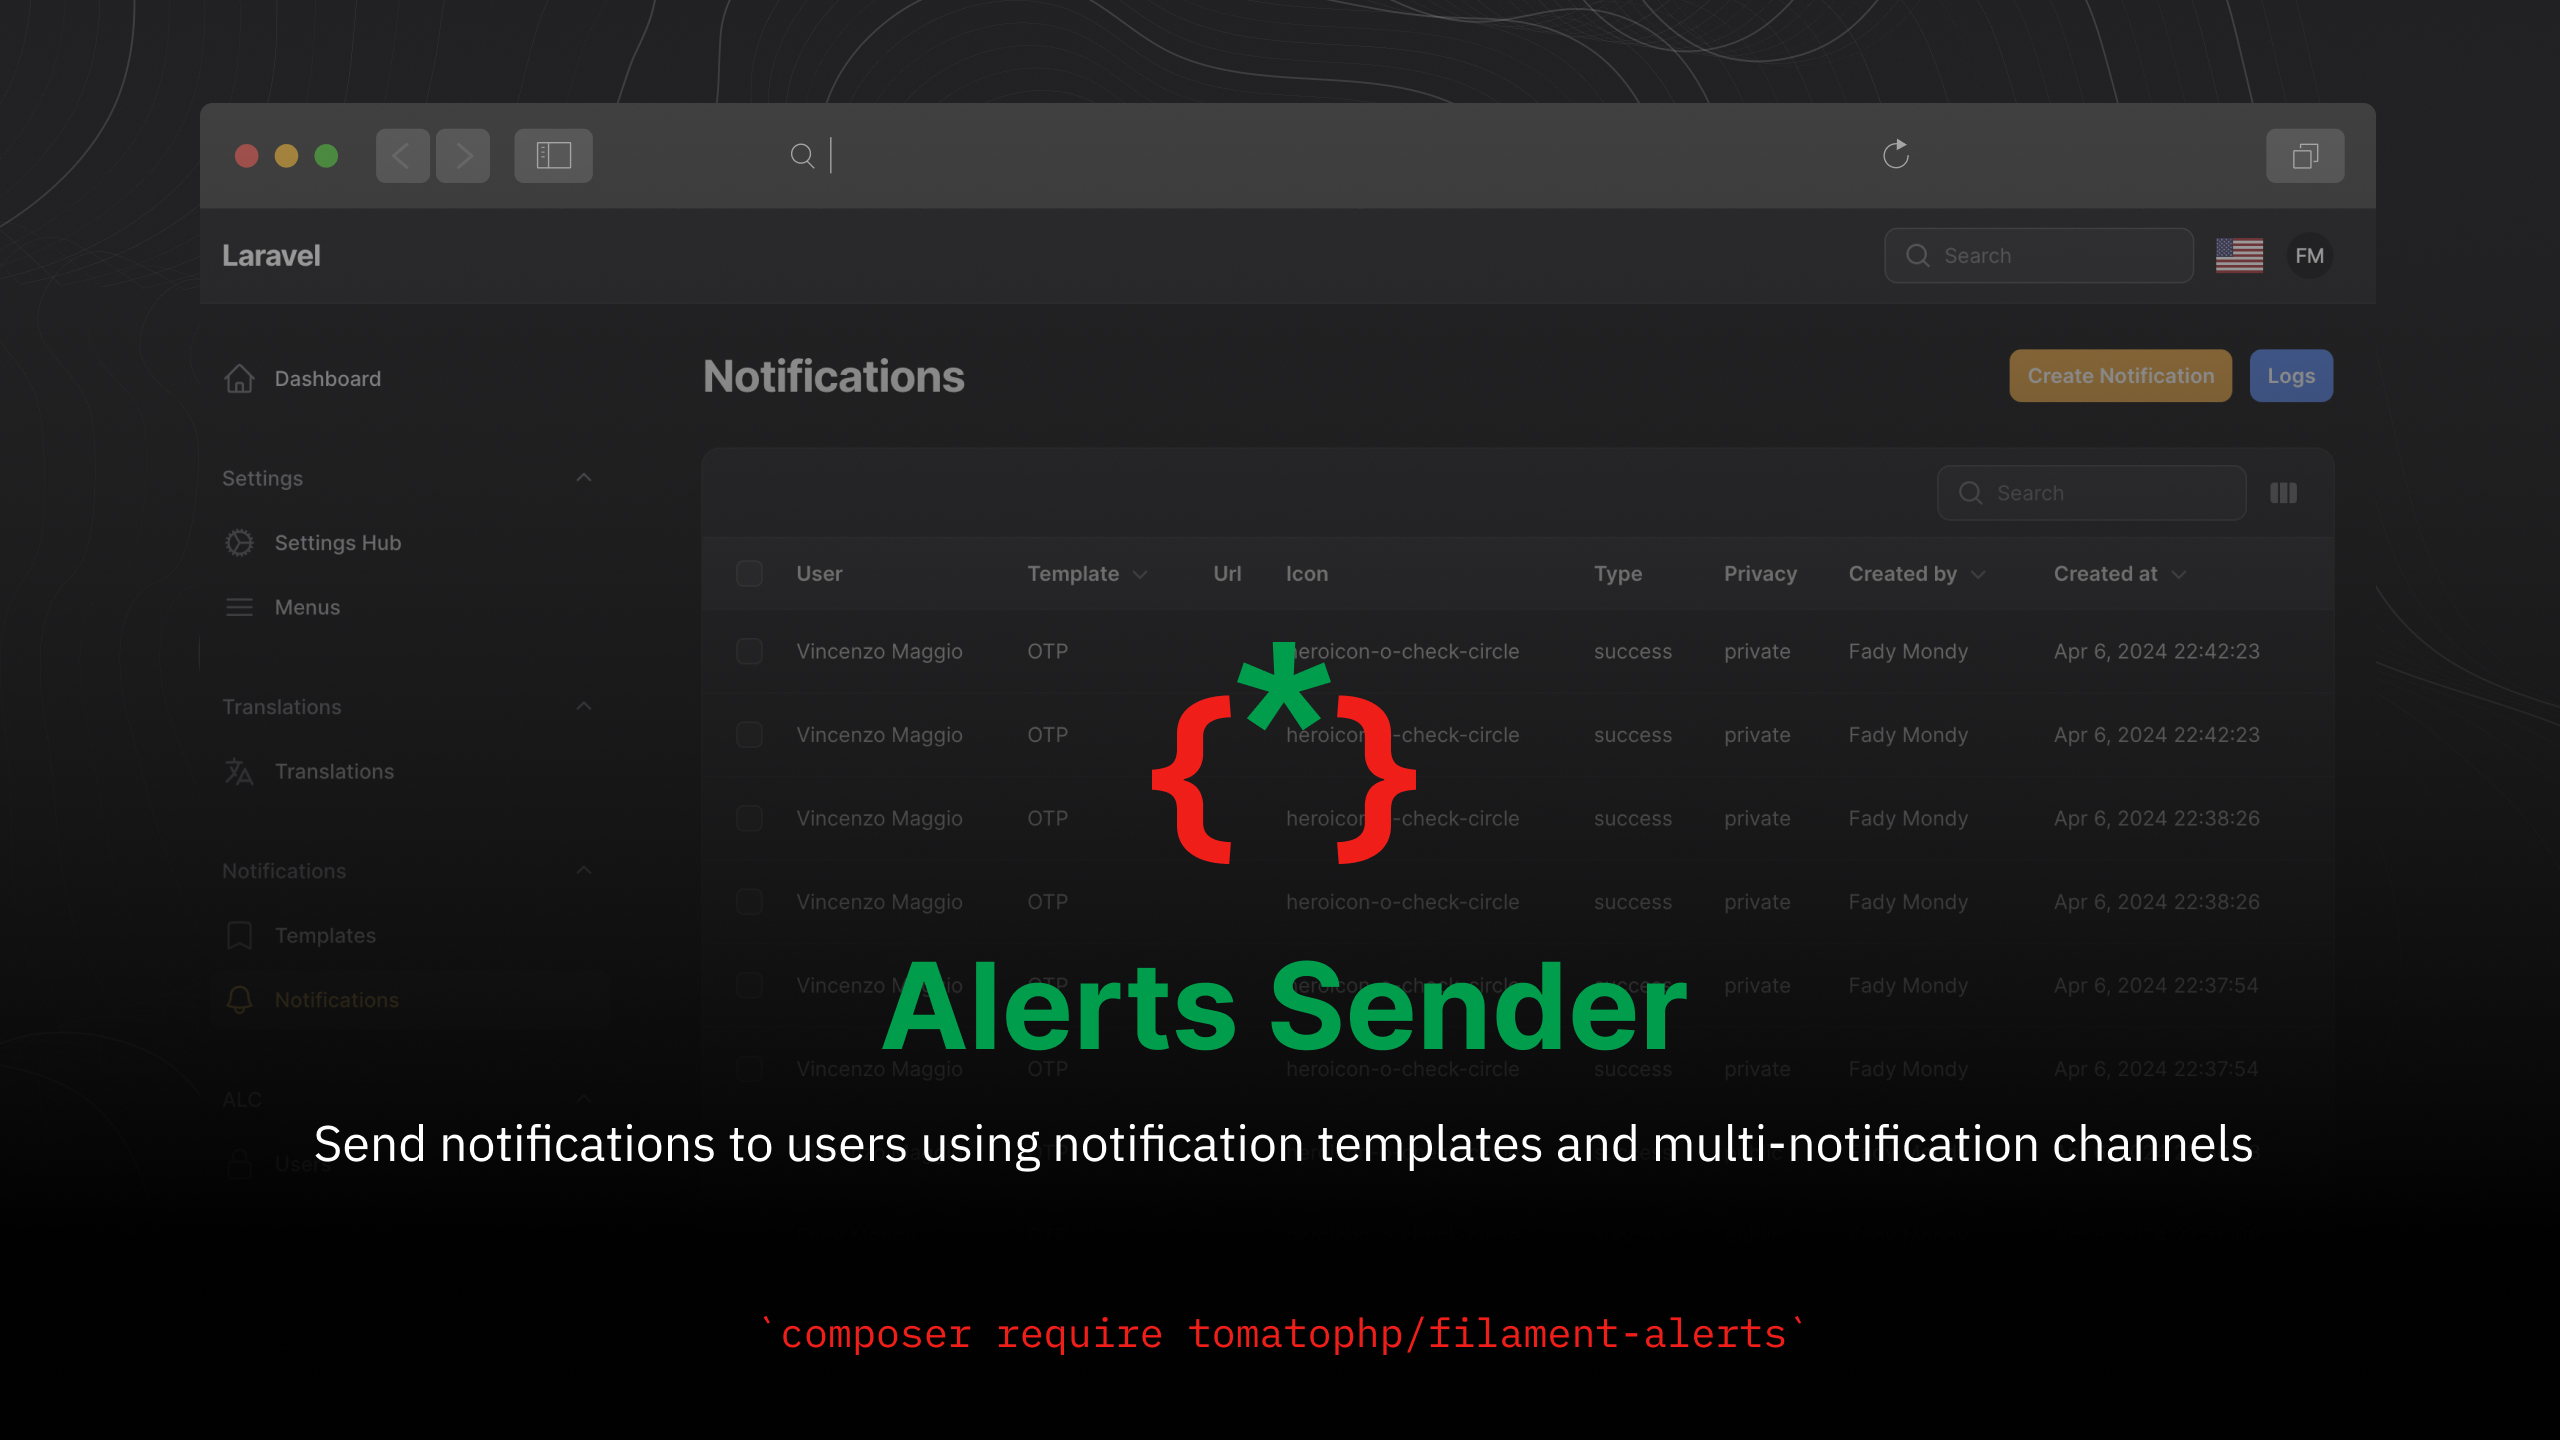 Laravel
Search
FM
Dashboard
Settings
Settings Hub
Menus
Translations
Translations
Notifications
Templates
Notifications
ALC
Users
Notifications
Create Notification
Logs
Search
User Template Url Icon Type Privacy Created by Created at
Vincenzo Maggio OTP heroicon-o-check-circle success private Fady Mondy Apr 6, 2024 22:42:23
Vincenzo Maggio OTP heroicon-o-check-circle success private Fady Mondy Apr 6, 2024 22:42:23
Vincenzo Maggio OTP heroicon-o-check-circle success private Fady Mondy Apr 6, 2024 22:38:26
Vincenzo Maggio OTP heroicon-o-check-circle success private Fady Mondy Apr 6, 2024 22:38:26
Vincenzo Maggio OTP heroicon-o-check-circle success private Fady Mondy Apr 6, 2024 22:37:54
Vincenzo Maggio OTP heroicon-o-check-circle success private Fady Mondy Apr 6, 2024 22:37:54
{*}
Alerts Sender
Send notifications to users using notification templates and multi-notification channels
`composer require tomatophp/filament-alerts`